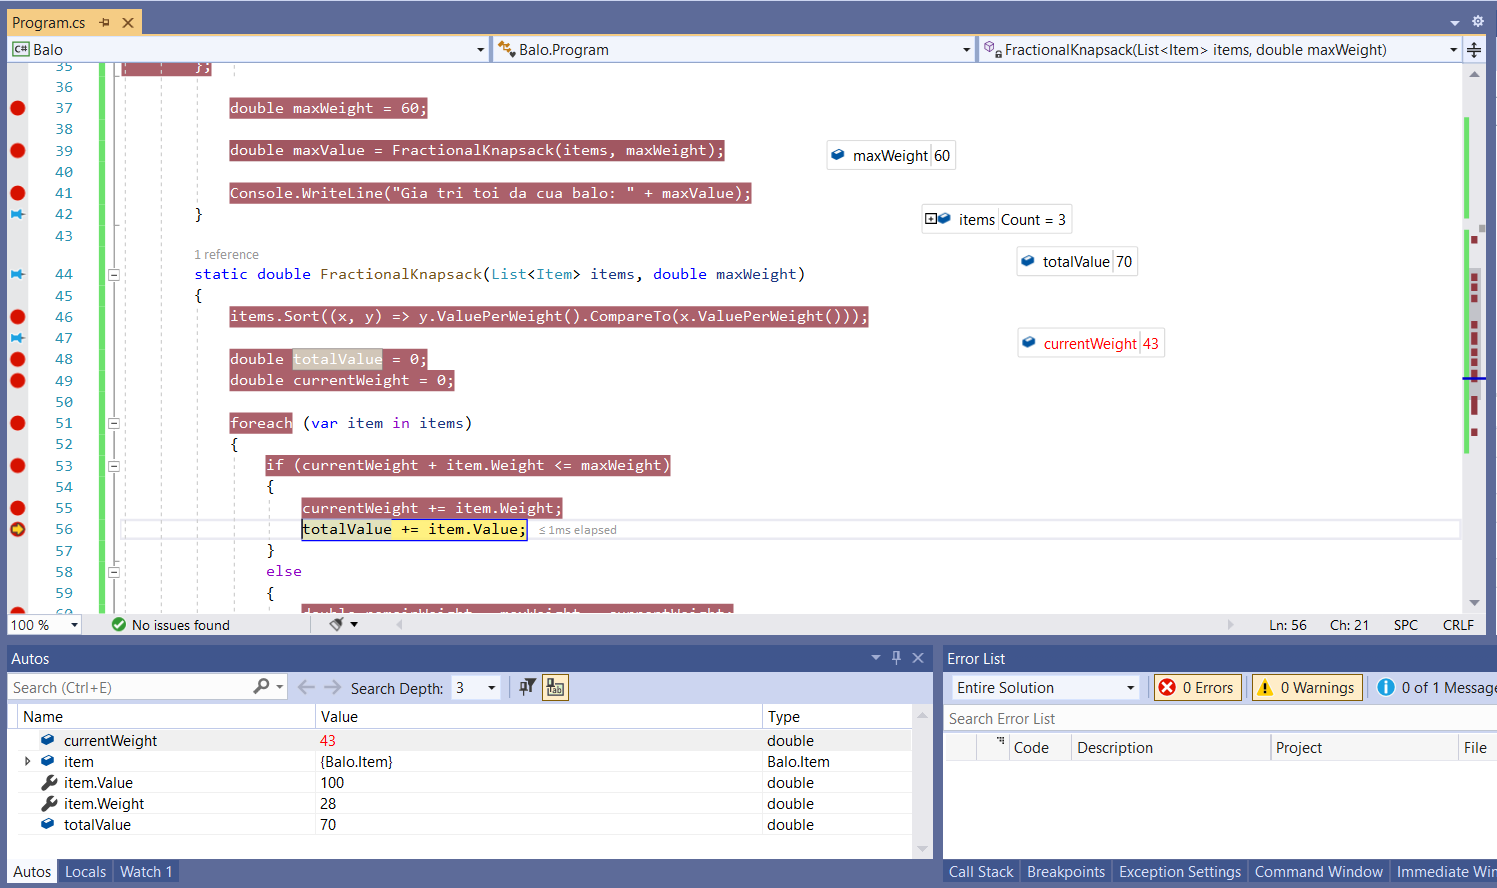 Program.cs
Balo
Balo.Program
FractionalKnapsack(List<Item> items, double maxWeight)
35 };
36
37 double maxWeight = 60;
38
39 double maxValue = FractionalKnapsack(items, maxWeight);
maxWeight 60
40
41 Console.WriteLine("Gia tri toi da cua balo: " + maxValue);
42 }
items Count = 3
43
1 reference
totalValue 70
44 static double FractionalKnapsack(List<Item> items, double maxWeight)
45 {
46 items.Sort((x, y) => y.ValuePerWeight().CompareTo(x.ValuePerWeight()));
47
currentWeight 43
48 double totalValue = 0;
49 double currentWeight = 0;
50
51 foreach (var item in items)
52 {
53 if (currentWeight + item.Weight <= maxWeight)
54 {
55 currentWeight += item.Weight;
56 totalValue += item.Value; ≤ 1ms elapsed
57 }
58 else
59 {
60 double remainWeight = maxWeight - currentWeight;
100 % No issues found Ln: 56 Ch: 21 SPC CRLF
Autos
Search (Ctrl+E) Search Depth: 3
Name Value Type
currentWeight 43 double
item {Balo.Item} Balo.Item
item.Value 100 double
item.Weight 28 double
totalValue 70 double
Autos Locals Watch 1
Error List
Entire Solution 0 Errors 0 Warnings 0 of 1 Message
Search Error List
Code Description Project File
Call Stack Breakpoints Exception Settings Command Window Immediate Win